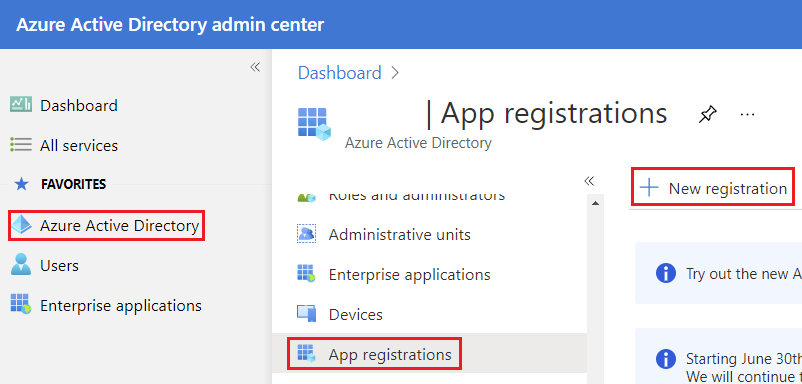 Azure Active Directory admin center
«
Dashboard
All services
FAVORITES
Azure Active Directory
Users
Enterprise applications
Dashboard >
| App registrations
...
Azure Active Directory
«
Roles and administrators
Administrative units
Enterprise applications
Devices
App registrations
+ New registration
Try out the new A
Starting June 30th
We will continue t